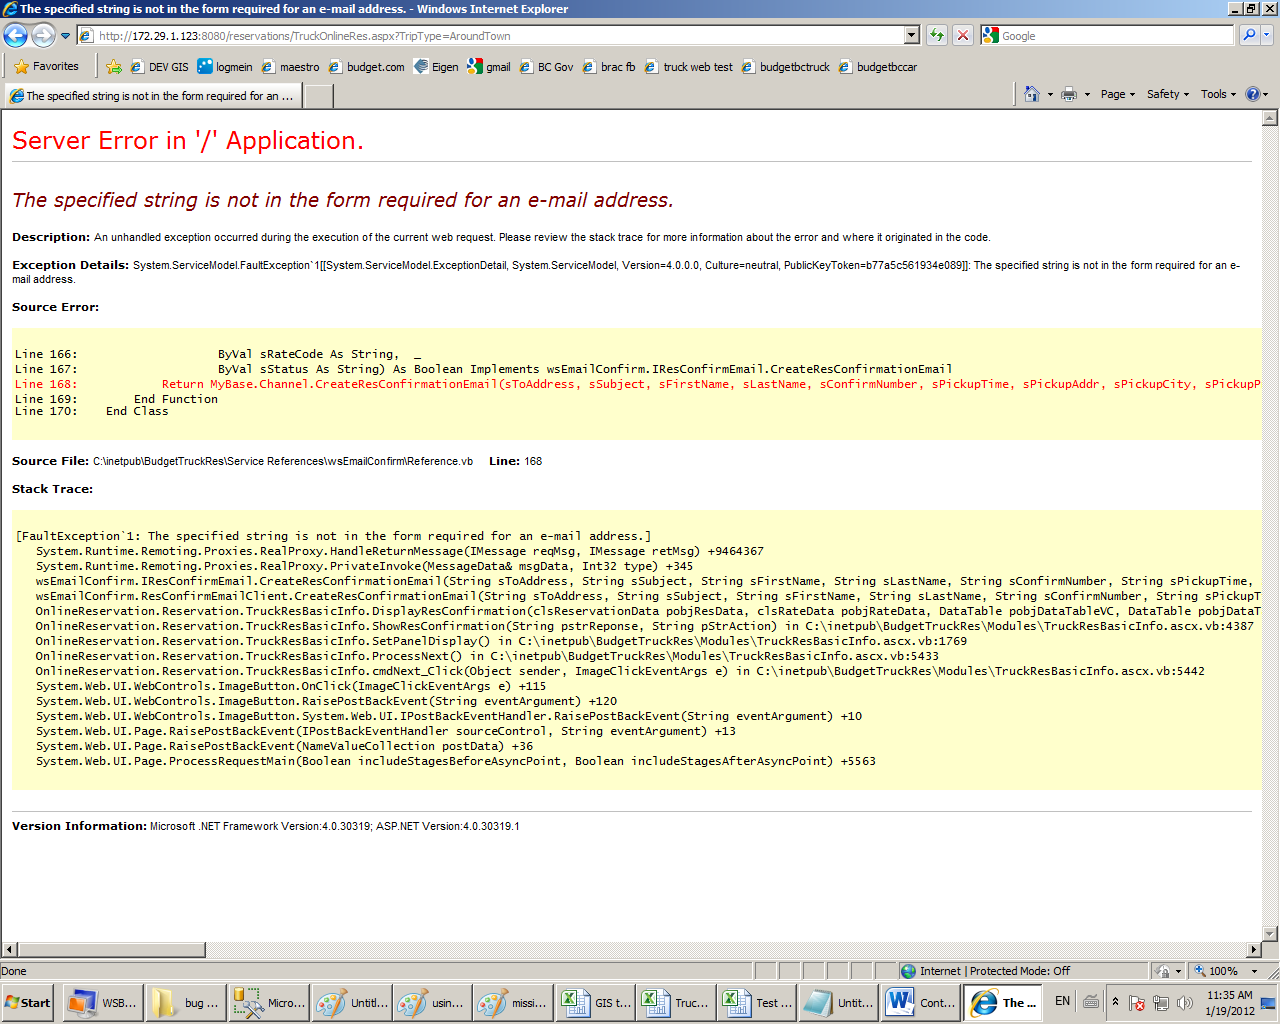 The specified string is not in the form required for an e-mail address. - Windows Internet Explorer
http://172.29.1.123:8080/reservations/TruckOnlineRes.aspx?TripType=AroundTown
Google
Favorites DEV GIS logmein maestro budget.com Eigen gmail BC Gov brac fb truck web test budgetbctruck budgetbccar
The specified string is not in the form required for an ...
Page Safety Tools
Server Error in '/' Application.
The specified string is not in the form required for an e-mail address.
Description: An unhandled exception occurred during the execution of the current web request. Please review the stack trace for more information about the error and where it originated in the code.
Exception Details: System.ServiceModel.FaultException`1[[System.ServiceModel.ExceptionDetail, System.ServiceModel, Version=4.0.0.0, Culture=neutral, PublicKeyToken=b77a5c561934e089]]: The specified string is not in the form required for an e-
mail address.
Source Error:
Line 166: ByVal sRateCode As String, _
Line 167: ByVal sStatus As String) As Boolean Implements wsEmailConfirm.IResConfirmEmail.CreateResConfirmationEmail
Line 168: Return MyBase.Channel.CreateResConfirmationEmail(sToAddress, sSubject, sFirstName, sLastName, sConfirmNumber, sPickupTime, sPickupAddr, sPickupCity, sPickupP
Line 169: End Function
Line 170: End Class
Source File: C:\inetpub\BudgetTruckRes\Service References\wsEmailConfirm\Reference.vb Line: 168
Stack Trace:
[FaultException`1: The specified string is not in the form required for an e-mail address.]
System.Runtime.Remoting.Proxies.RealProxy.HandleReturnMessage(IMessage reqMsg, IMessage retMsg) +9464367
System.Runtime.Remoting.Proxies.RealProxy.PrivateInvoke(MessageData& msgData, Int32 type) +345
wsEmailConfirm.IResConfirmEmail.CreateResConfirmationEmail(String sToAddress, String sSubject, String sFirstName, String sLastName, String sConfirmNumber, String sPickupTime,
wsEmailConfirm.ResConfirmEmailClient.CreateResConfirmationEmail(String sToAddress, String sSubject, String sFirstName, String sLastName, String sConfirmNumber, String sPickupT
OnlineReservation.Reservation.TruckResBasicInfo.DisplayResConfirmation(clsReservationData pobjResData, clsRateData pobjRateData, DataTable pobjDataTableVC, DataTable pobjDataT
OnlineReservation.Reservation.TruckResBasicInfo.ShowResConfirmation(String pstrReponse, String pStrAction) in C:\inetpub\BudgetTruckRes\Modules\TruckResBasicInfo.ascx.vb:4387
OnlineReservation.Reservation.TruckResBasicInfo.SetPanelDisplay() in C:\inetpub\BudgetTruckRes\Modules\TruckResBasicInfo.ascx.vb:1769
OnlineReservation.Reservation.TruckResBasicInfo.ProcessNext() in C:\inetpub\BudgetTruckRes\Modules\TruckResBasicInfo.ascx.vb:5433
OnlineReservation.Reservation.TruckResBasicInfo.cmdNext_Click(Object sender, ImageClickEventArgs e) in C:\inetpub\BudgetTruckRes\Modules\TruckResBasicInfo.ascx.vb:5442
System.Web.UI.WebControls.ImageButton.OnClick(ImageClickEventArgs e) +115
System.Web.UI.WebControls.ImageButton.RaisePostBackEvent(String eventArgument) +120
System.Web.UI.WebControls.ImageButton.System.Web.UI.IPostBackEventHandler.RaisePostBackEvent(String eventArgument) +10
System.Web.UI.Page.RaisePostBackEvent(IPostBackEventHandler sourceControl, String eventArgument) +13
System.Web.UI.Page.RaisePostBackEvent(NameValueCollection postData) +36
System.Web.UI.Page.ProcessRequestMain(Boolean includeStagesBeforeAsyncPoint, Boolean includeStagesAfterAsyncPoint) +5563
Version Information: Microsoft .NET Framework Version:4.0.30319; ASP.NET Version:4.0.30319.1
Done Internet | Protected Mode: Off 100%
Start WSB... bug ... Micro... Untitl... usin... missi... GIS t... Truc... Test ... Untit... Cont... The ... EN 11:35 AM
1/19/2012